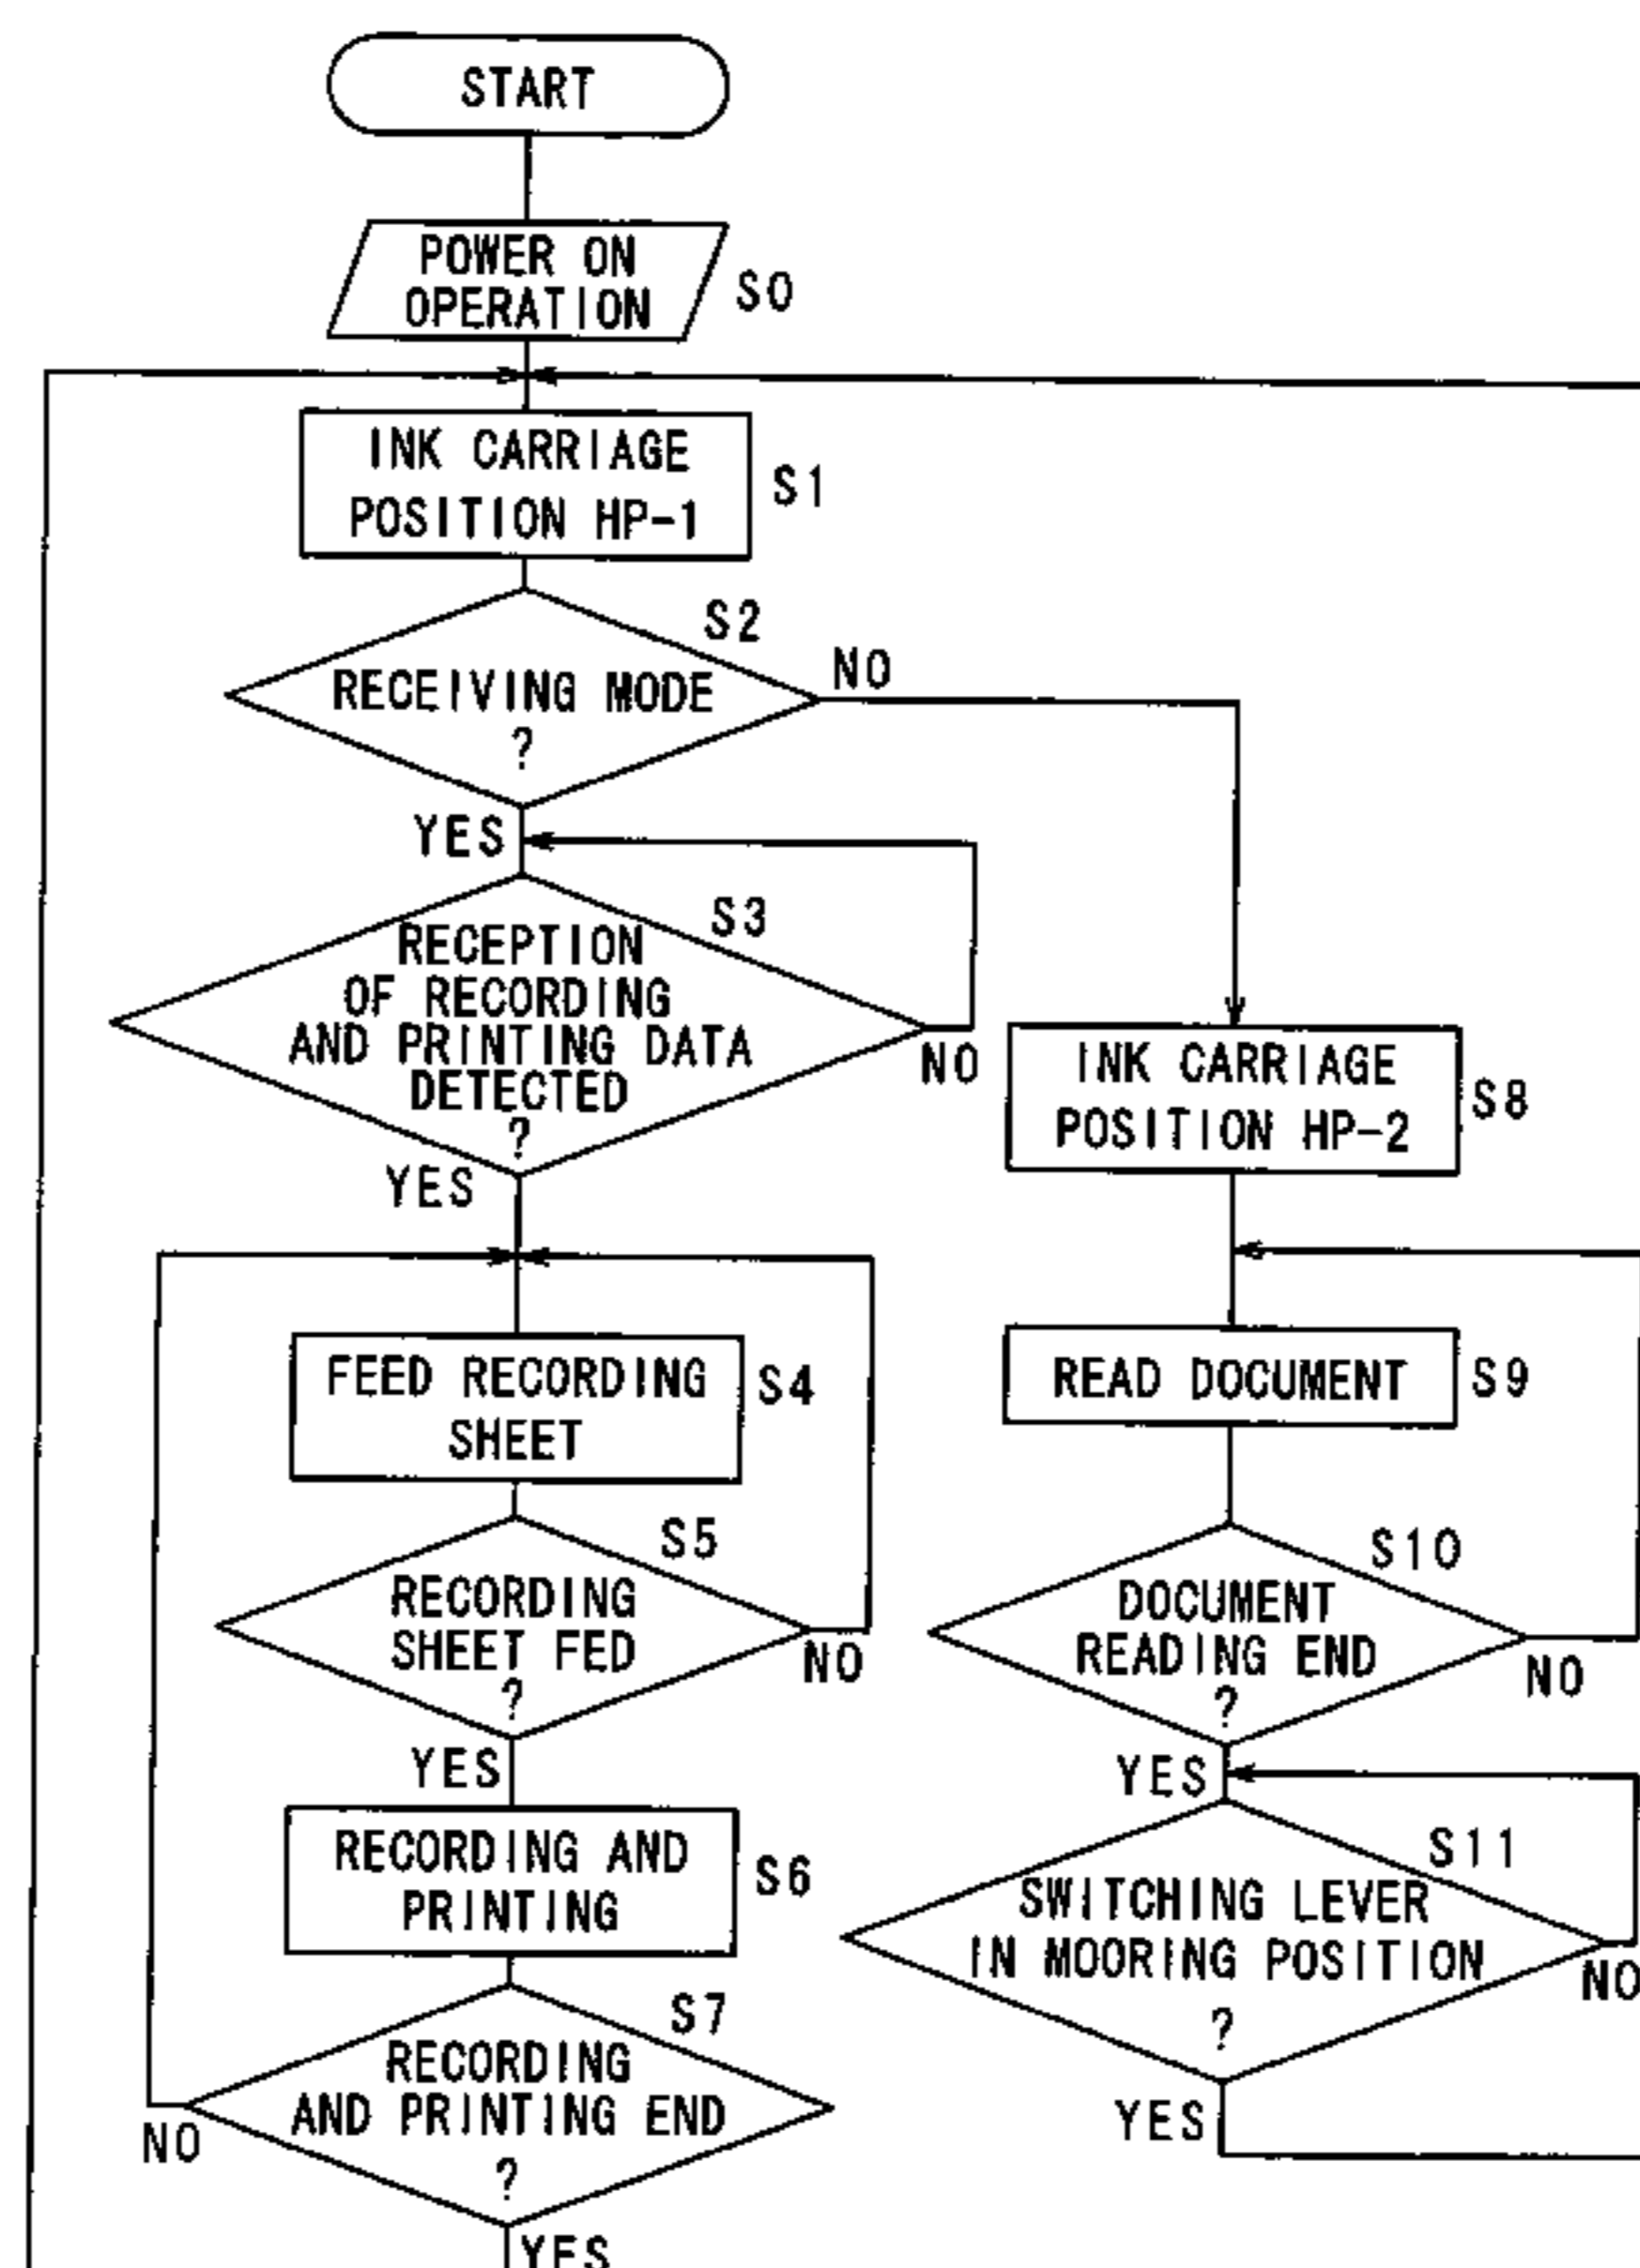 START
POWER ON
OPERATION
S0
INK CARRIAGE
POSITION HP-1
S1
S2
RECEIVING MODE
?
NO
YES
S3
RECEPTION
OF RECORDING
AND PRINTING DATA
DETECTED
?
NO
YES
FEED RECORDING
SHEET
S4
S5
RECORDING
SHEET FED
?
NO
YES
RECORDING AND
PRINTING
S6
S7
RECORDING
AND PRINTING END
?
NO
YES
INK CARRIAGE
POSITION HP-2
S8
READ DOCUMENT
S9
S10
DOCUMENT
READING END
?
NO
YES
S11
SWITCHING LEVER
IN MOORING POSITION
?
NO
YES